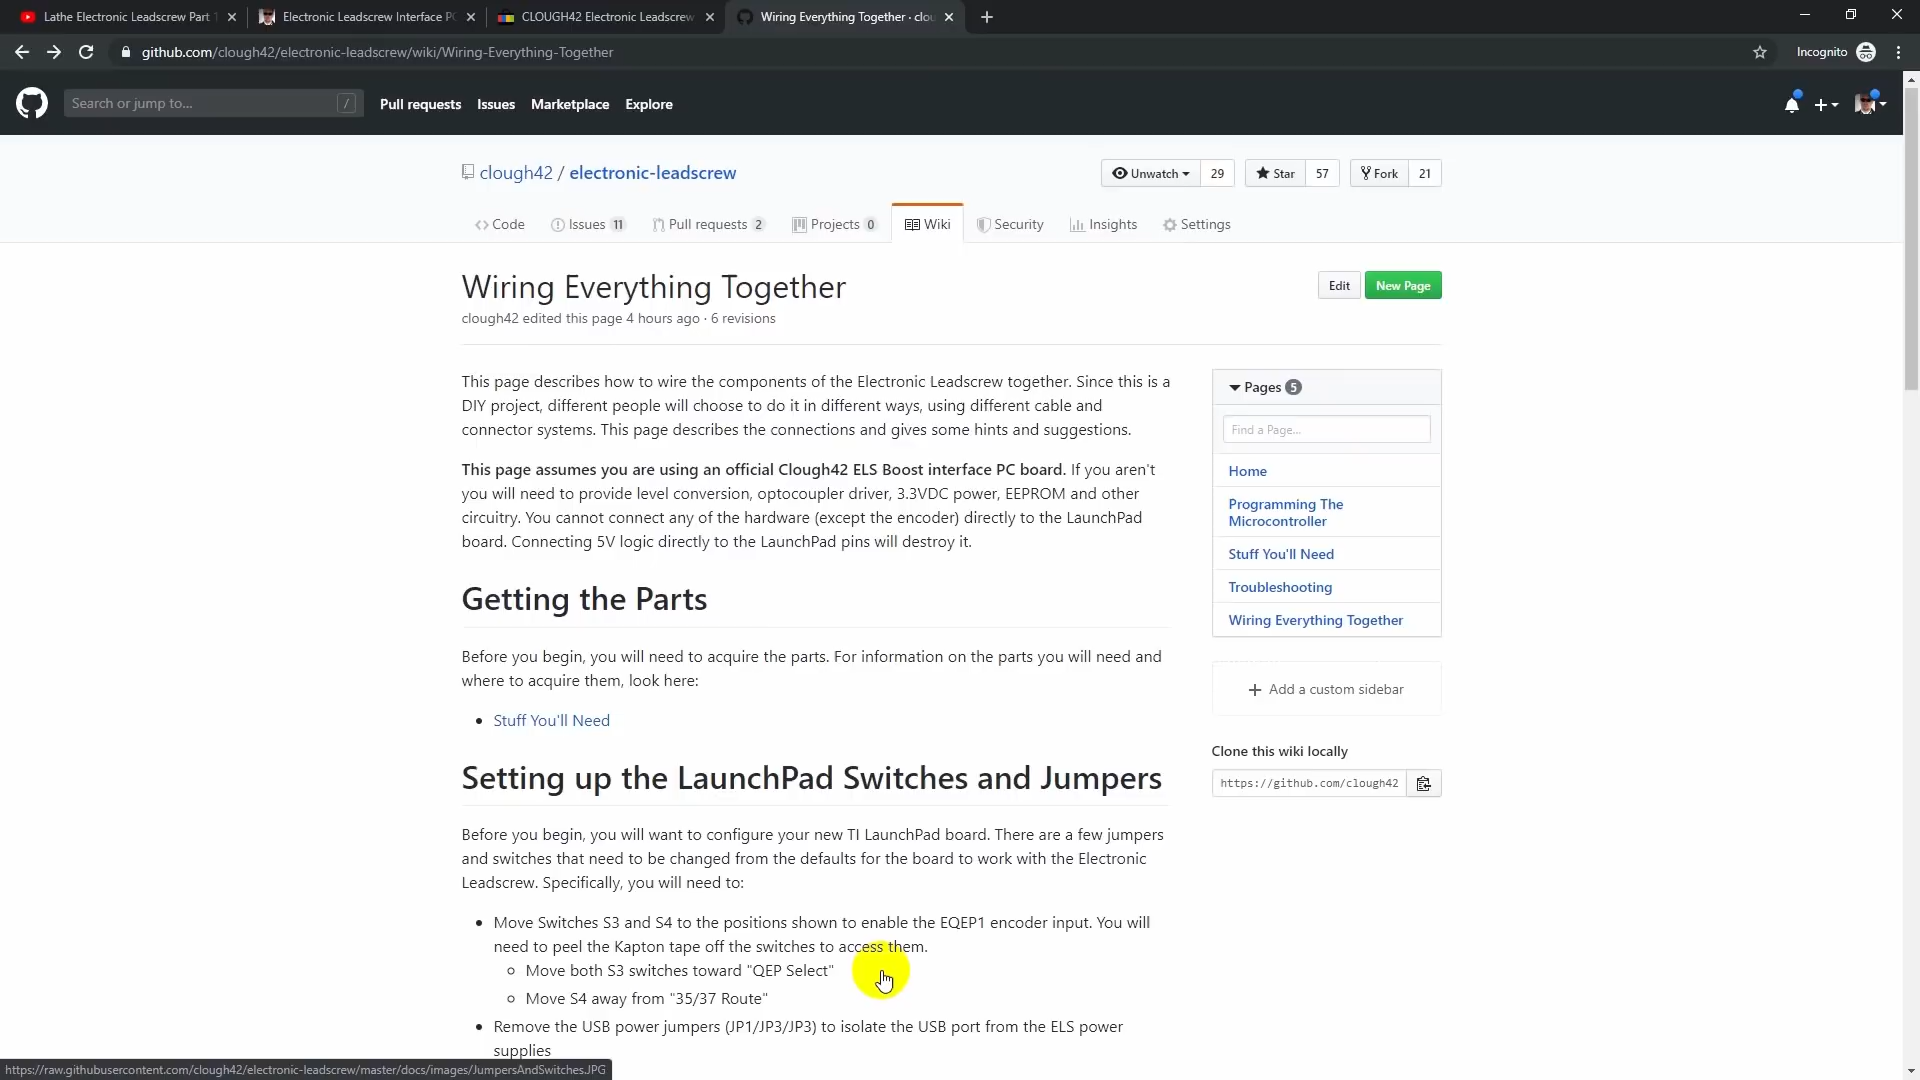 Lathe Electronic Leadscrew Part 1
Electronic Leadscrew Interface PC
CLOUGH42 Electronic Leadscrew
Wiring Everything Together · clou
github.com/clough42/electronic-leadscrew/wiki/Wiring-Everything-Together
Incognito
Search or jump to...
/
Pull requests
Issues
Marketplace
Explore
clough42 / electronic-leadscrew
Unwatch
29
Star
57
Fork
21
Code
Issues 11
Pull requests 2
Projects 0
Wiki
Security
Insights
Settings
Wiring Everything Together
Edit
New Page
clough42 edited this page 4 hours ago · 6 revisions
This page describes how to wire the components of the Electronic Leadscrew together. Since this is a
DIY project, different people will choose to do it in different ways, using different cable and
connector systems. This page describes the connections and gives some hints and suggestions.
This page assumes you are using an official Clough42 ELS Boost interface PC board. If you aren't
you will need to provide level conversion, optocoupler driver, 3.3VDC power, EEPROM and other
circuitry. You cannot connect any of the hardware (except the encoder) directly to the LaunchPad
board. Connecting 5V logic directly to the LaunchPad pins will destroy it.
Getting the Parts
Before you begin, you will need to acquire the parts. For information on the parts you will need and
where to acquire them, look here:
• Stuff You'll Need
Setting up the LaunchPad Switches and Jumpers
Before you begin, you will want to configure your new TI LaunchPad board. There are a few jumpers
and switches that need to be changed from the defaults for the board to work with the Electronic
Leadscrew. Specifically, you will need to:
• Move Switches S3 and S4 to the positions shown to enable the EQEP1 encoder input. You will
need to peel the Kapton tape off the switches to access them.
Move both S3 switches toward "QEP Select"
Move S4 away from "35/37 Route"
• Remove the USB power jumpers (JP1/JP3/JP3) to isolate the USB port from the ELS power
supplies
Pages 5
Find a Page...
Home
Programming The
Microcontroller
Stuff You'll Need
Troubleshooting
Wiring Everything Together
Add a custom sidebar
Clone this wiki locally
https://github.com/clough42
https://raw.githubusercontent.com/clough42/electronic-leadscrew/master/docs/images/JumpersAndSwitches.JPG